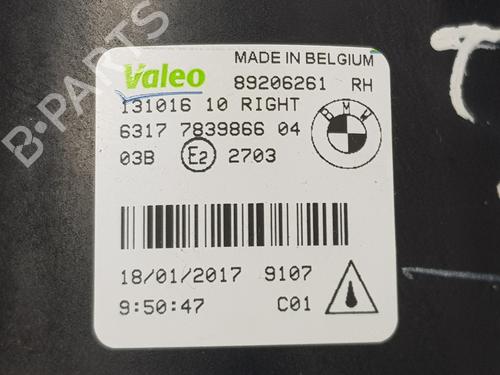 MADE IN BELGIUM
Valeo 89206261 RH
131016 10 RIGHT
6317 7839866 04
BMW
03B E2 2703
18/01/2017 9107
9:50:47 C01
B-PARTS